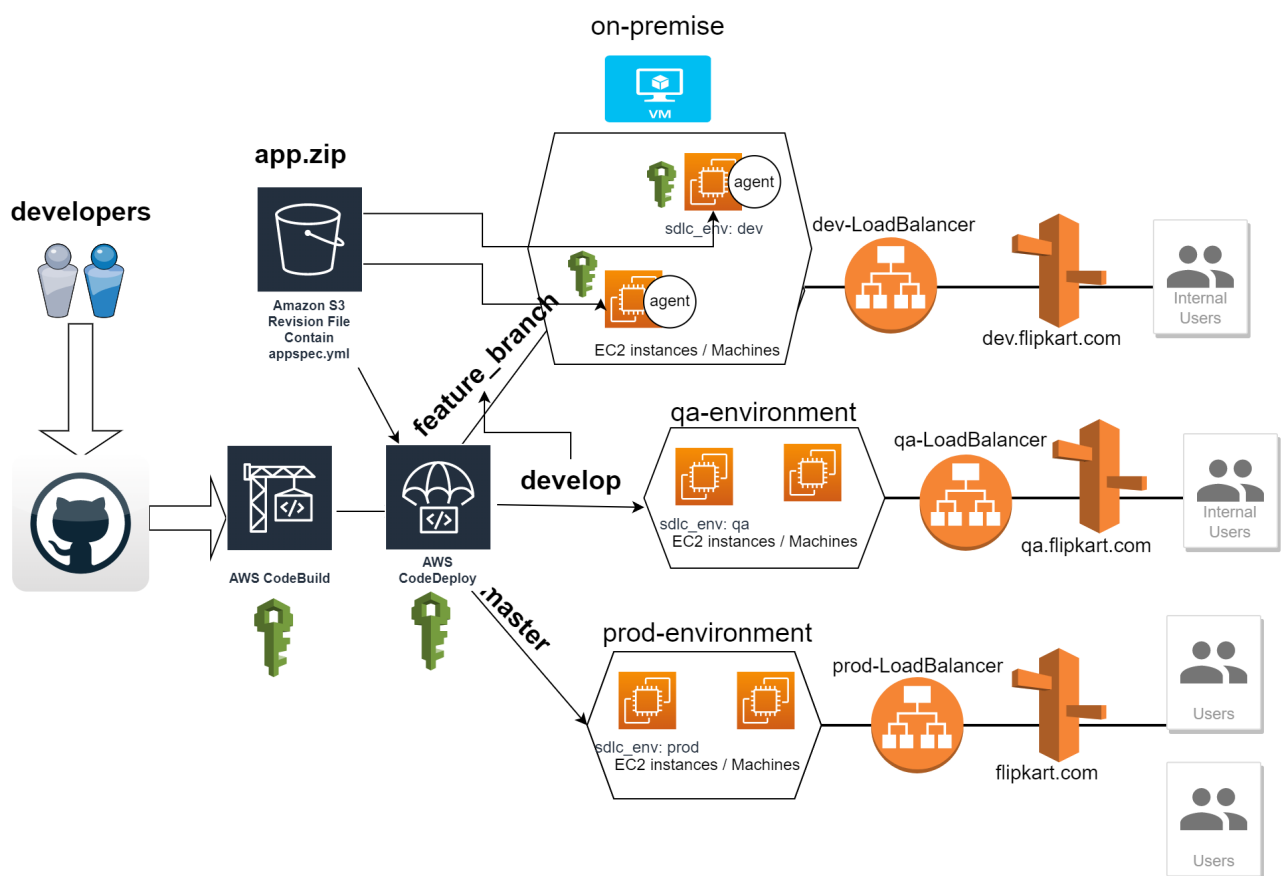 on-premise
VM
app.zip
developers
agent
sdlc_env: dev
dev-LoadBalancer
agent
Internal
Users
Amazon S3
Revision File
Contain
appspec.yml
EC2 instances / Machines
dev.flipkart.com
feature_branch
qa-environment
qa-LoadBalancer
develop
sdlc_env: qa
EC2 instances / Machines
Internal
Users
qa.flipkart.com
AWS CodeBuild
AWS
CodeDeploy
master
prod-environment
prod-LoadBalancer
Users
sdlc_env: prod
EC2 instances / Machines
flipkart.com
Users